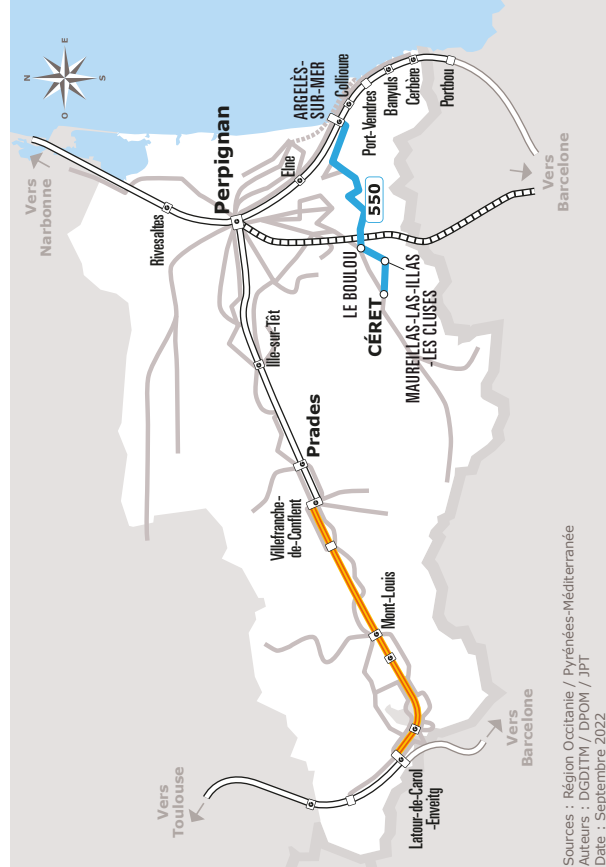 N
E
S
O
Vers
Narbonne
Rivesaltes
Perpignan
Elne
ARGELÈS-
SUR-MER
Collioure
Port-Vendres
Banyuls
Cerbère
Portbou
Vers
Barcelone
550
LE BOULOU
CÉRET
MAUREILLAS-LAS-ILLAS
-LES CLUSES
Ille-sur-Têt
Prades
Villefranche-
de-Conflent
Mont-Louis
Latour-de-Carol
-Enveitg
Vers
Toulouse
Vers
Barcelone
Sources : Région Occitanie / Pyrénées-Méditerranée
Auteurs : DGDITM / DPOM / JPT
Date : Septembre 2022